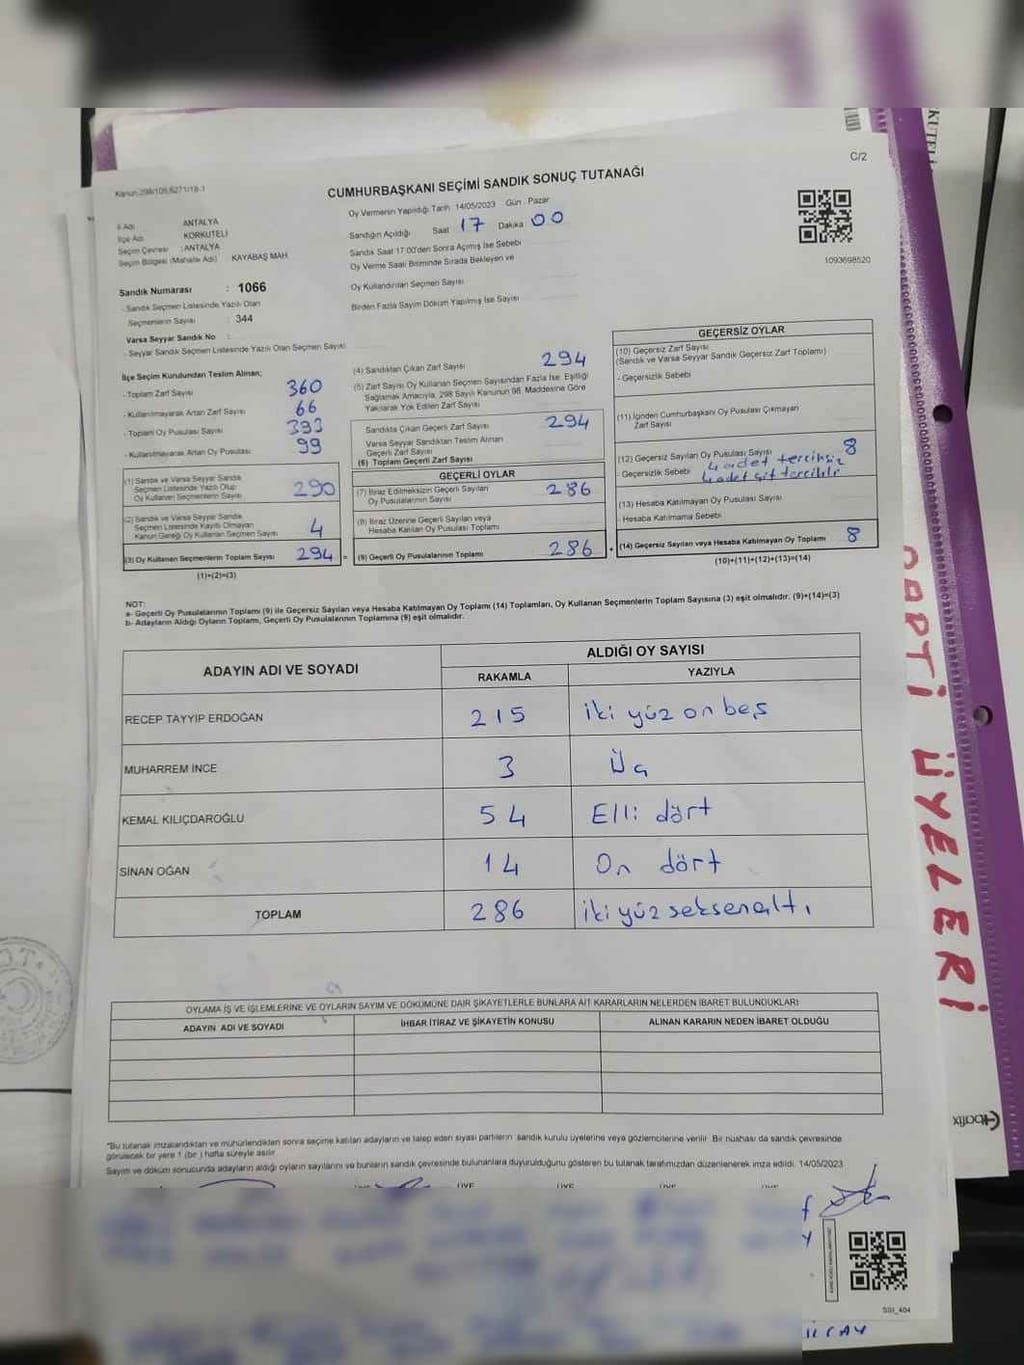 KUTELİ
C/2
Kanun:298/105,6271/18-1
CUMHURBAŞKANI SEÇİMİ SANDIK SONUÇ TUTANAĞI
İl Adı : ANTALYA
İlçe Adı : KORKUTELİ
Seçim Çevresi : ANTALYA
Seçim Bölgesi (Mahalle Adı) : KAYABAŞ MAH.
Oy Vermenin Yapıldığı Tarih: 14/05/2023 Gün : Pazar
Sandığın Açıldığı Saat 17 Dakika 00
Sandık Saat 17:00'den Sonra Açılmış İse Sebebi
Oy Verme Saati Bitiminde Sırada Bekleyen ve
Oy Kullandırılan Seçmen Sayısı
Birden Fazla Sayım Döküm Yapılmış İse Sayısı
1093698520
Sandık Numarası : 1066
- Sandık Seçmen Listesinde Yazılı Olan
Seçmenlerin Sayısı : 344
Varsa Seyyar Sandık No :
- Seyyar Sandık Seçmen Listesinde Yazılı Olan Seçmen Sayısı:
İlçe Seçim Kurulundan Teslim Alınan;
- Toplam Zarf Sayısı 360
- Kullanılmayarak Artan Zarf Sayısı 66
- Toplam Oy Pusulası Sayısı 393
- Kullanılmayarak Artan Oy Pusulası 99
(1) Sandık ve Varsa Seyyar Sandık
Seçmen Listesinde Yazılı Olup
Oy Kullanan Seçmenlerin Sayısı 290
(2) Sandık ve Varsa Seyyar Sandık
Seçmen Listesinde Kaydı Olmayan
Kanun Gereği Oy Kullanan Seçmen Sayısı 4
(3) Oy Kullanan Seçmenlerin Toplam Sayısı 294 =
(1)+(2)=(3)
(4) Sandıktan Çıkan Zarf Sayısı 294
(5) Zarf Sayısı Oy Kullanan Seçmen Sayısından Fazla İse; Eşitliği
Sağlamak Amacıyla, 298 Sayılı Kanunun 98. Maddesine Göre
Yakılarak Yok Edilen Zarf Sayısı
Sandıkta Çıkan Geçerli Zarf Sayısı 294
Varsa Seyyar Sandıktan Teslim Alınan
Geçerli Zarf Sayısı
(6) Toplam Geçerli Zarf Sayısı
GEÇERLİ OYLAR
(7) İtiraz Edilmeksizin Geçerli Sayılan
Oy Pusulalarının Sayısı 286
(8) İtiraz Üzerine Geçerli Sayılan veya
Hesaba Katılan Oy Pusulası Toplamı
(9) Geçerli Oy Pusulalarının Toplamı 286 +
GEÇERSİZ OYLAR
(10) Geçersiz Zarf Sayısı
(Sandık ve Varsa Seyyar Sandık Geçersiz Zarf Toplamı)
- Geçersizlik Sebebi
(11) İçinden Cumhurbaşkanı Oy Pusulası Çıkmayan
Zarf Sayısı
(12) Geçersiz Sayılan Oy Pusulası Sayısı 8
- Geçersizlik Sebebi 4 adet tercihsiz
4 adet çift tercihli
(13) Hesaba Katılmayan Oy Pusulası Sayısı
- Hesaba Katılmama Sebebi
(14) Geçersiz Sayılan veya Hesaba Katılmayan Oy Toplamı 8
(10)+(11)+(12)+(13)=(14)
NOT:
a- Geçerli Oy Pusulalarının Toplamı (9) ile Geçersiz Sayılan veya Hesaba Katılmayan Oy Toplamı (14) Toplamları, Oy Kullanan Seçmenlerin Toplam Sayısına (3) eşit olmalıdır. (9)+(14)=(3)
b- Adayların Aldığı Oyların Toplamı, Geçerli Oy Pusulalarının Toplamına (9) eşit olmalıdır.
ADAYIN ADI VE SOYADI ALDIĞI OY SAYISI
RAKAMLA YAZIYLA
RECEP TAYYİP ERDOĞAN 215 iki yüz on beş
MUHARREM İNCE 3 Üç
KEMAL KILIÇDAROĞLU 54 Elli dört
SİNAN OĞAN 14 On dört
TOPLAM 286 iki yüz seksen altı
PARTİ ÜYELERİ
OYLAMA İŞ VE İŞLEMLERİNE VE OYLARIN SAYIM VE DÖKÜMÜNE DAİR ŞİKAYETLERLE BUNLARA AİT KARARLARIN NELERDEN İBARET BULUNDUKLARI
ADAYIN ADI VE SOYADI İHBAR İTİRAZ VE ŞİKAYETİN KONUSU ALINAN KARARIN NEDEN İBARET OLDUĞU
*Bu tutanak imzalandıktan ve mühürlendikten sonra seçime katılan adayların ve talep eden siyasi partilerin sandık kurulu üyelerine veya gözlemcilerine verilir. Bir nüshası da sandık çevresinde
görülecek bir yere 1 (bir ) hafta süreyle asılır.
Sayım ve döküm sonucunda adayların aldığı oyların sayılarını ve bunların sandık çevresinde bulunanlara duyurulduğunu gösteren bu tutanak tarafımızdan düzenlenerek imza edildi. 14/05/2023
ÜYE ÜYE ÜYE ÜYE
SSI_404